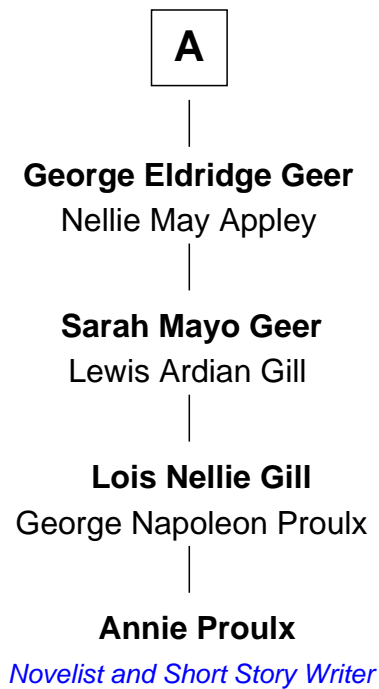 A
George Eldridge Geer
Nellie May Appley
Sarah Mayo Geer
Lewis Ardian Gill
Lois Nellie Gill
George Napoleon Proulx
Annie Proulx
Novelist and Short Story Writer